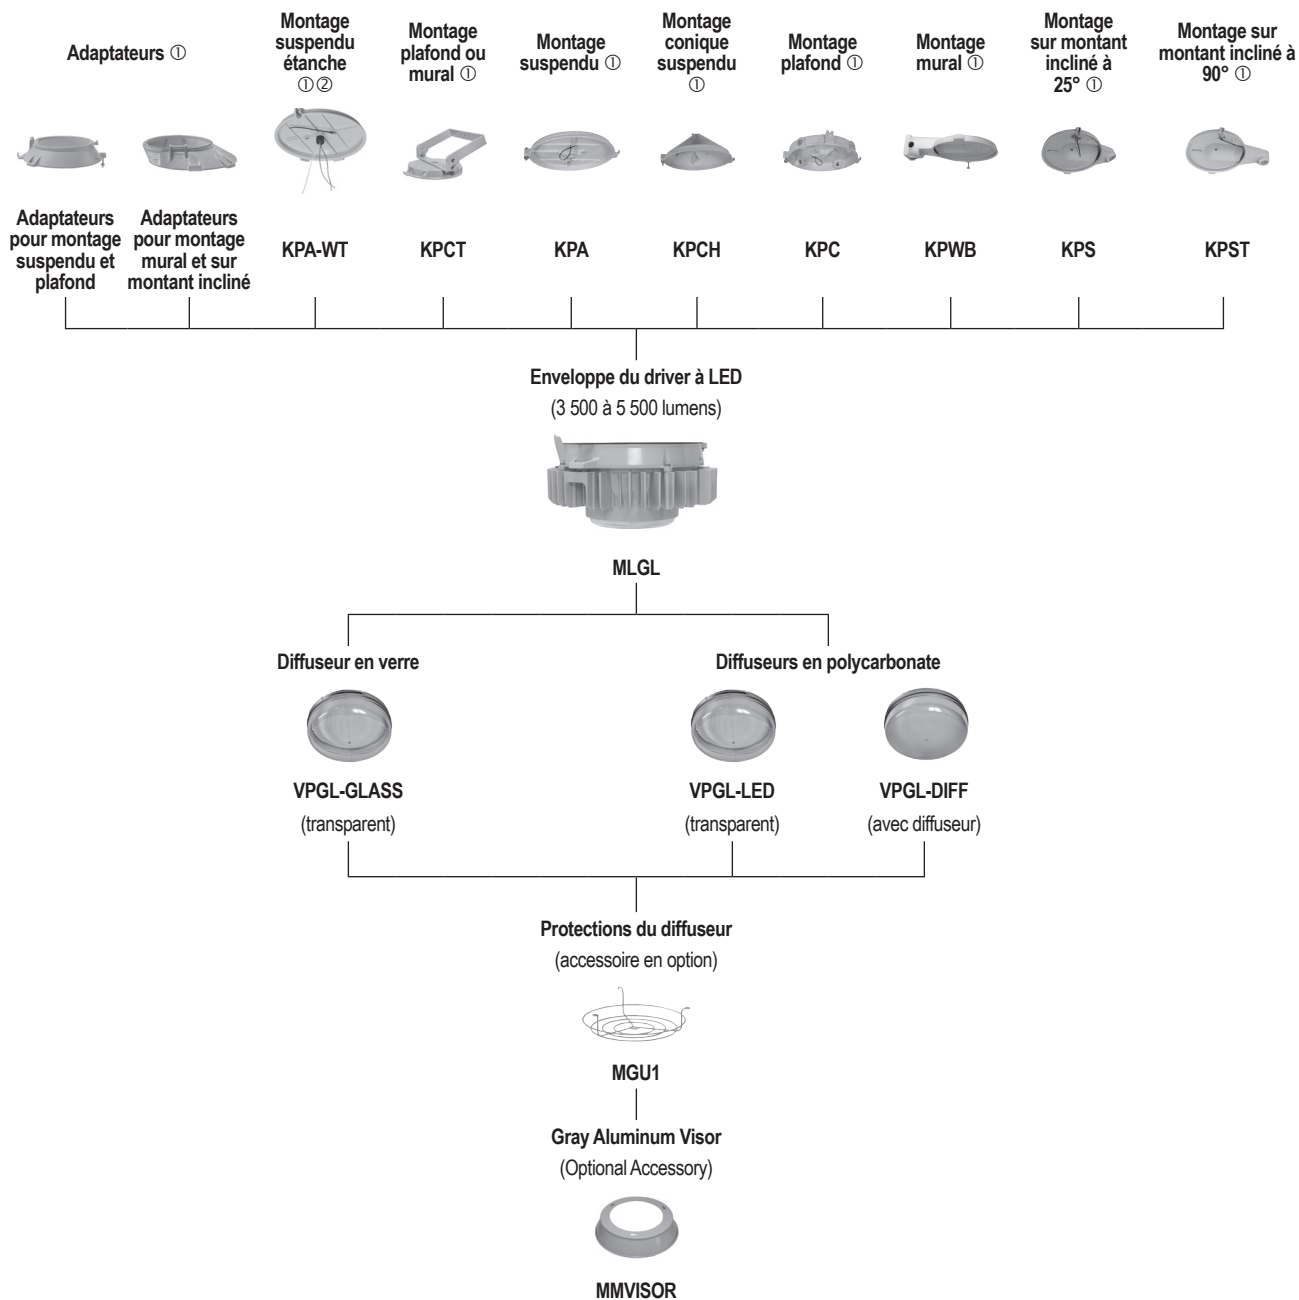 Adaptateurs ①
Montage
suspendu
étanche
①②
Montage
plafond ou
mural ①
Montage
suspendu ①
Montage
conique
suspendu
①
Montage
plafond ①
Montage
mural ①
Montage
sur montant
incliné à
25° ①
Montage sur
montant incliné à
90° ①
Adaptateurs
pour montage
suspendu et
plafond
Adaptateurs
pour montage
mural et sur
montant incliné
KPA-WT
KPCT
KPA
KPCH
KPC
KPWB
KPS
KPST
Enveloppe du driver à LED
(3 500 à 5 500 lumens)
MLGL
Diffuseur en verre
Diffuseurs en polycarbonate
VPGL-GLASS
(transparent)
VPGL-LED
(transparent)
VPGL-DIFF
(avec diffuseur)
Protections du diffuseur
(accessoire en option)
MGU1
Gray Aluminum Visor
(Optional Accessory)
MMVISOR